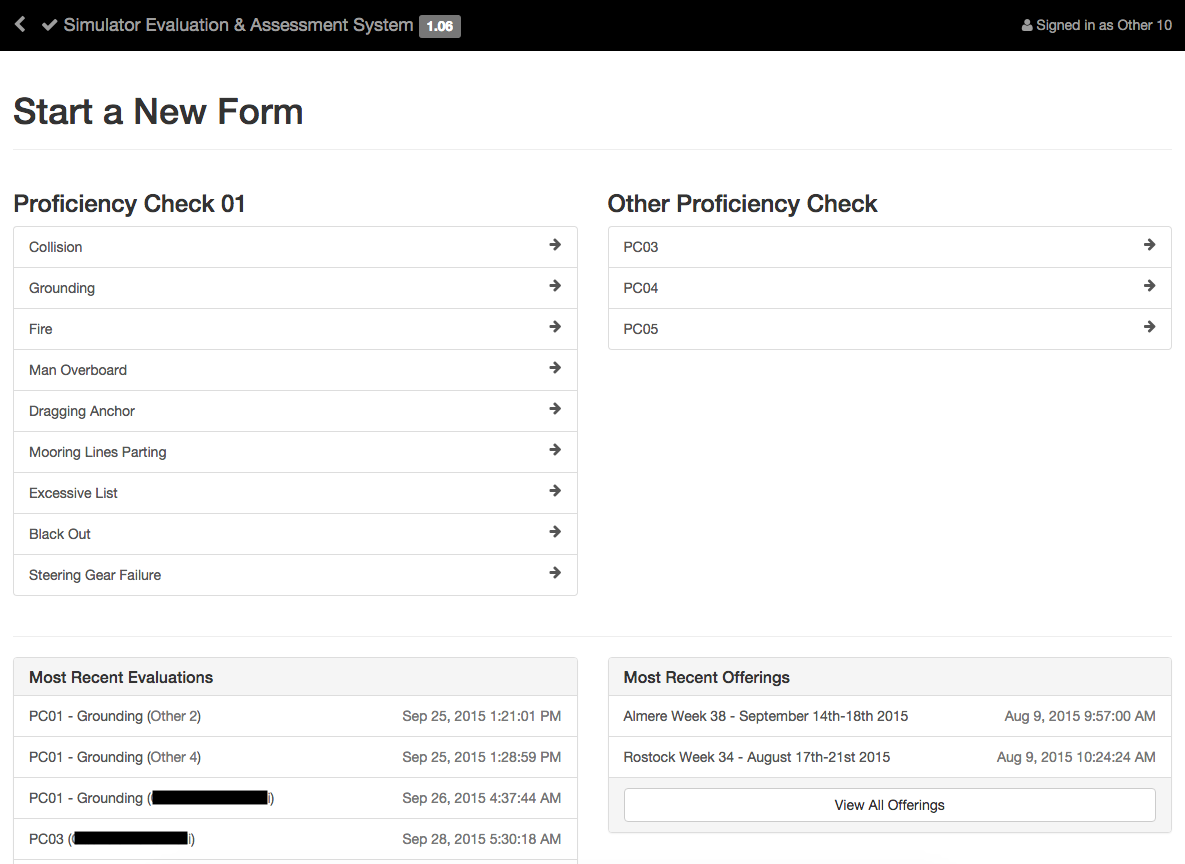 Simulator Evaluation & Assessment System 1.06
Signed in as Other 10
Start a New Form
Proficiency Check 01
Collision
Grounding
Fire
Man Overboard
Dragging Anchor
Mooring Lines Parting
Excessive List
Black Out
Steering Gear Failure
Other Proficiency Check
PC03
PC04
PC05
Most Recent Evaluations
PC01 - Grounding (Other 2) Sep 25, 2015 1:21:01 PM
PC01 - Grounding (Other 4) Sep 25, 2015 1:28:59 PM
PC01 - Grounding ( ) Sep 26, 2015 4:37:44 AM
PC03 ( ) Sep 28, 2015 5:30:18 AM
Most Recent Offerings
Almere Week 38 - September 14th-18th 2015 Aug 9, 2015 9:57:00 AM
Rostock Week 34 - August 17th-21st 2015 Aug 9, 2015 10:24:24 AM
View All Offerings